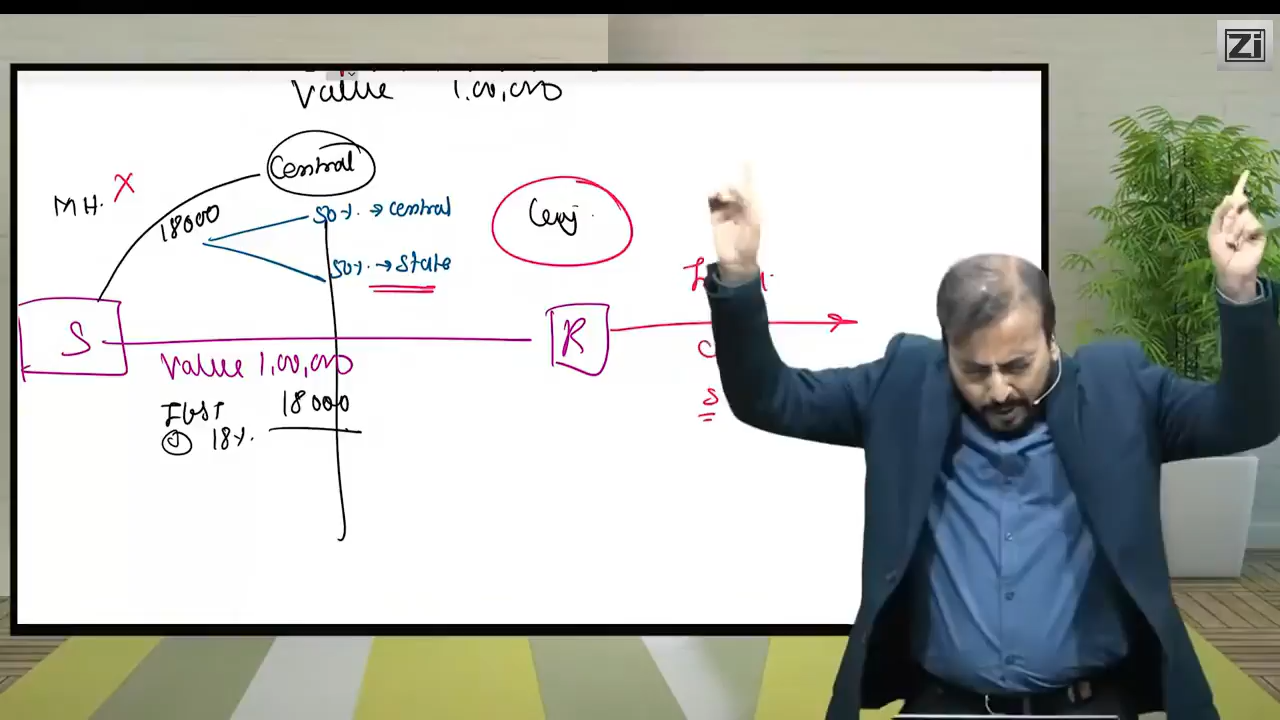 Zi
Value 1,00,000
Central
MH. X
18000
50%. → Central
50%. → State
S
R
Value 1,00,000
IGST 18000
@ 18%.